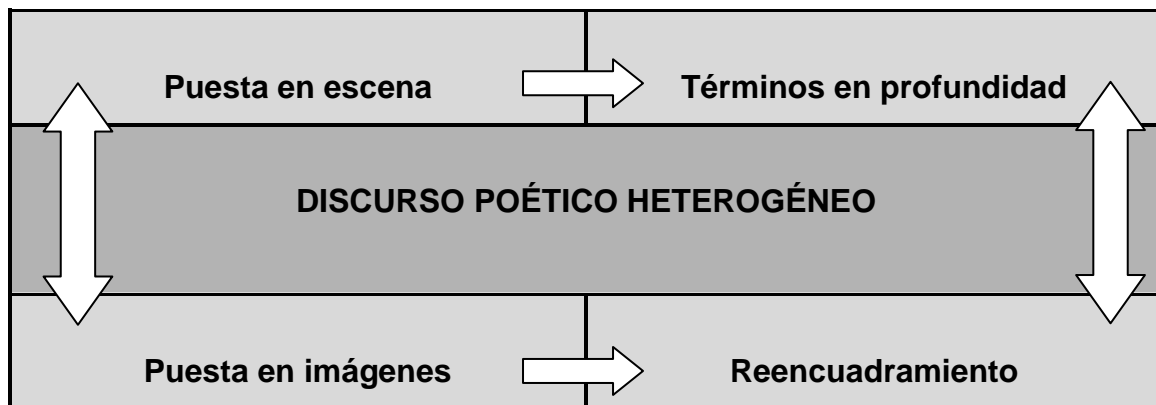 Puesta en escena
Términos en profundidad
DISCURSO POÉTICO HETEROGÉNEO
Puesta en imágenes
Reencuadramiento